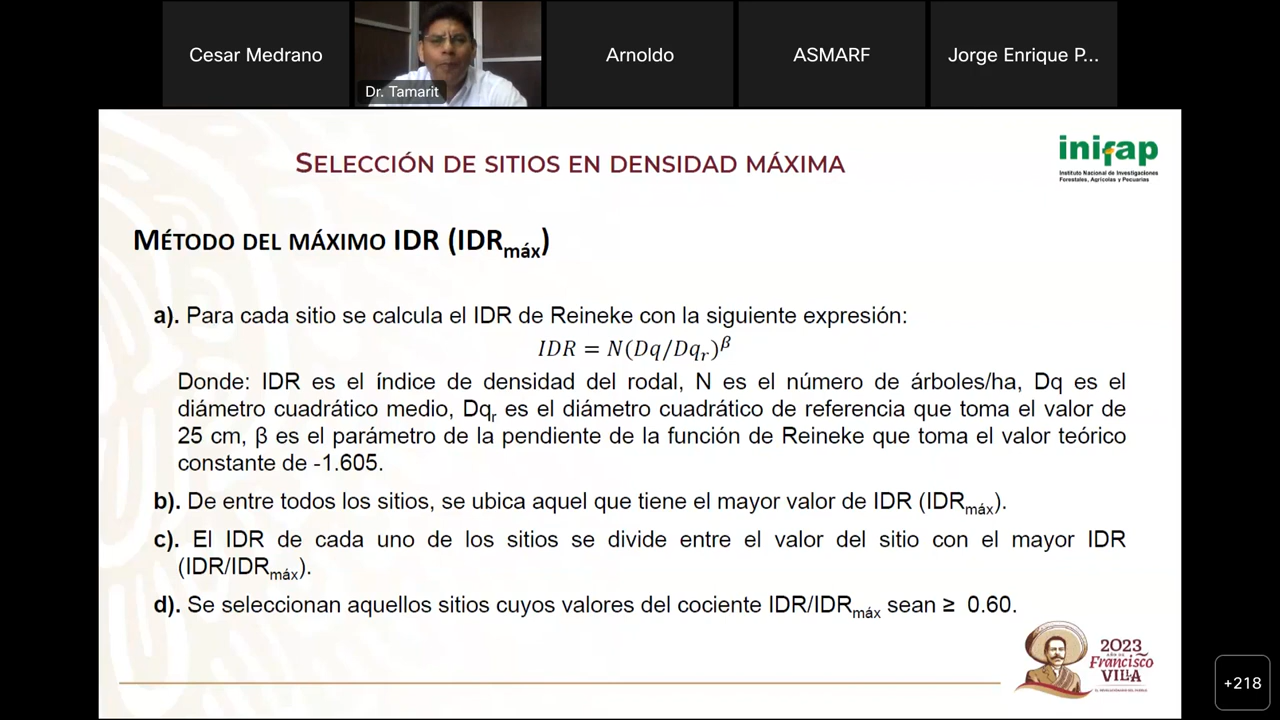 Cesar Medrano
Dr. Tamarit
Arnoldo
ASMARF
Jorge Enrique P...
SELECCIÓN DE SITIOS EN DENSIDAD MÁXIMA
inifap
Instituto Nacional de Investigaciones
Forestales, Agrícolas y Pecuarias
MÉTODO DEL MÁXIMO IDR (IDRmáx)
a). Para cada sitio se calcula el IDR de Reineke con la siguiente expresión:
IDR = N(Dq/Dqr)^β
Donde: IDR es el índice de densidad del rodal, N es el número de árboles/ha, Dq es el
diámetro cuadrático medio, Dqr es el diámetro cuadrático de referencia que toma el valor de
25 cm, β es el parámetro de la pendiente de la función de Reineke que toma el valor teórico
constante de -1.605.
b). De entre todos los sitios, se ubica aquel que tiene el mayor valor de IDR (IDRmáx).
c). El IDR de cada uno de los sitios se divide entre el valor del sitio con el mayor IDR
(IDR/IDRmáx).
d). Se seleccionan aquellos sitios cuyos valores del cociente IDR/IDRmáx sean ≥ 0.60.
2023
Francisco
VILLA
+218